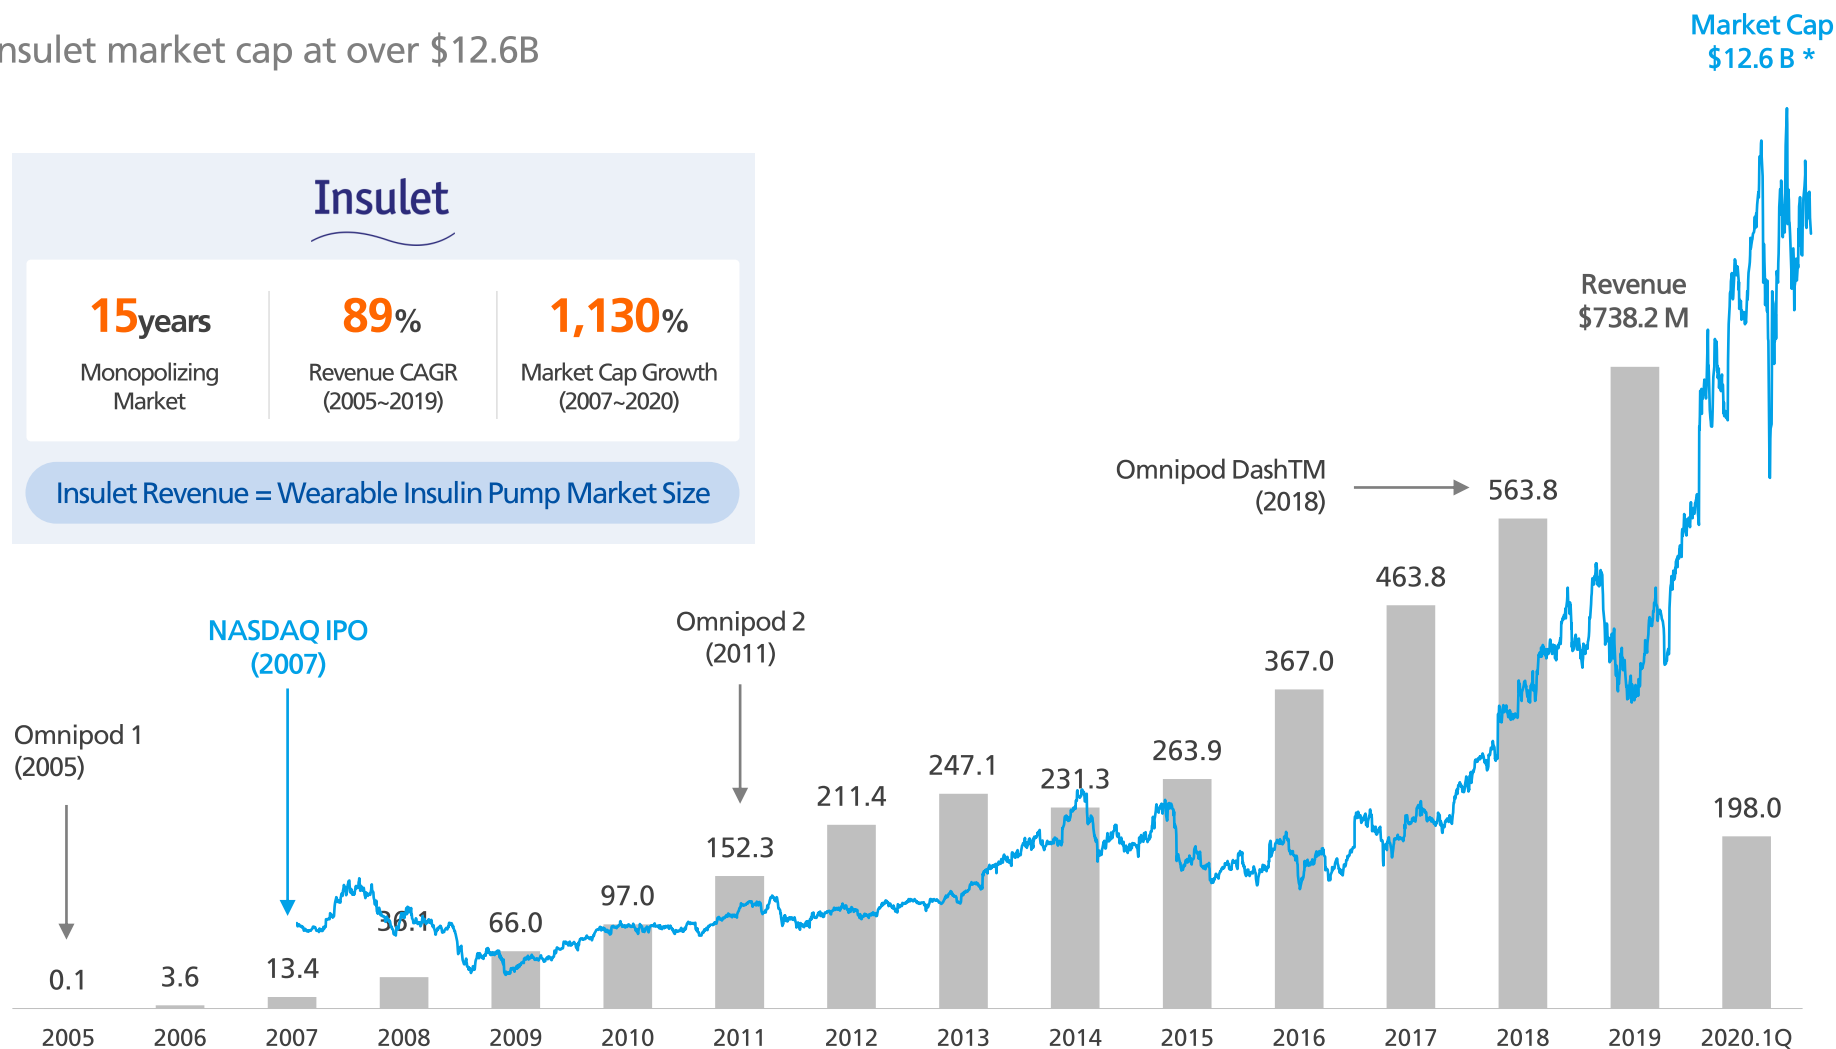 nsulet market cap at over $12.6B
Market Cap
$12.6 B *
Insulet
15years
Monopolizing
Market
89%
Revenue CAGR
(2005~2019)
1,130%
Market Cap Growth
(2007~2020)
Insulet Revenue = Wearable Insulin Pump Market Size
Revenue
$738.2 M
Omnipod DashTM
(2018)
563.8
463.8
Omnipod 2
(2011)
NASDAQ IPO
(2007)
367.0
Omnipod 1
(2005)
263.9
247.1
231.3
211.4
198.0
152.3
97.0
36.1
66.0
13.4
3.6
0.1
2005
2006
2007
2008
2009
2010
2011
2012
2013
2014
2015
2016
2017
2018
2019
2020.1Q